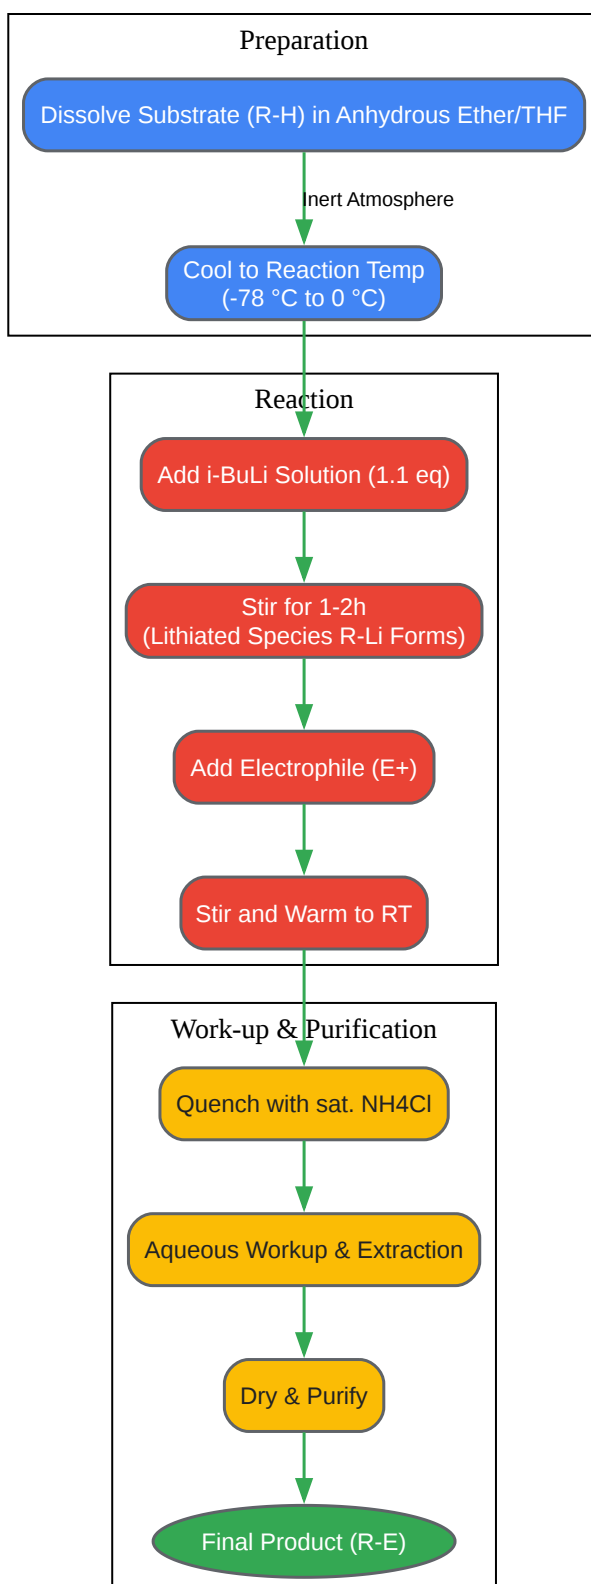 Preparation
Dissolve Substrate (R-H) in Anhydrous Ether/THF
Inert Atmosphere
Cool to Reaction Temp
(-78 °C to 0 °C)
Reaction
Add i-BuLi Solution (1.1 eq)
Stir for 1-2h
(Lithiated Species R-Li Forms)
Add Electrophile (E+)
Stir and Warm to RT
Work-up & Purification
Quench with sat. NH4Cl
Aqueous Workup & Extraction
Dry & Purify
Final Product (R-E)